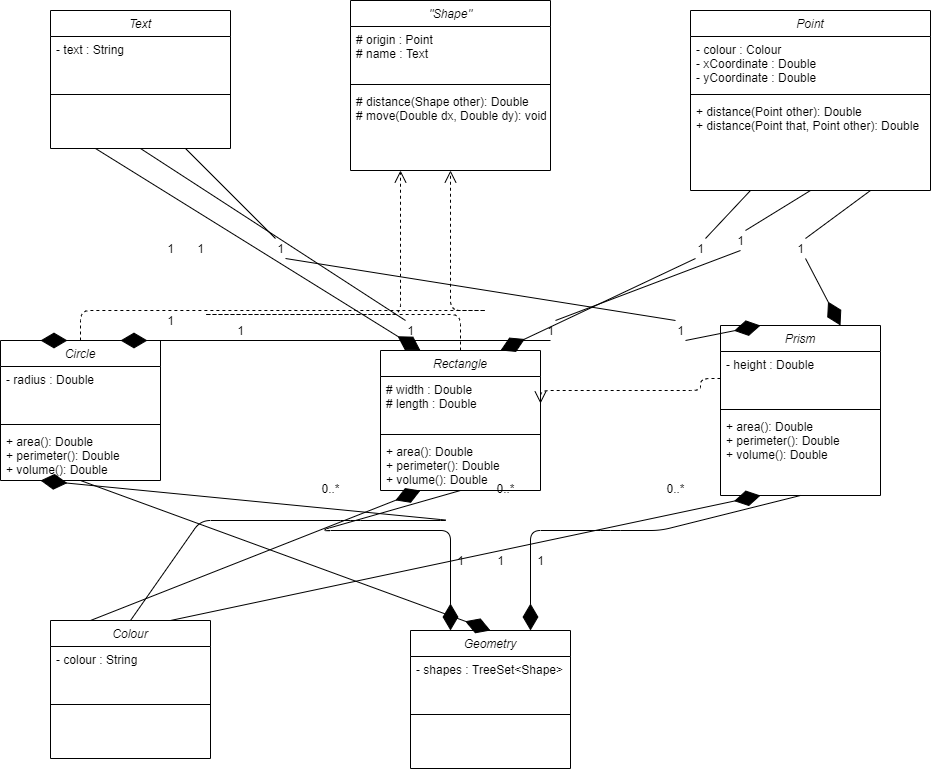 Text
- text : String
"Shape"
# origin : Point
# name : Text
# distance(Shape other): Double
# move(Double dx, Double dy): void
Point
- colour : Colour
- xCoordinate : Double
- yCoordinate : Double
+ distance(Point other): Double
+ distance(Point that, Point other): Double
1
1
1
1
1
1
1
1
1
1
1
Circle
- radius : Double
+ area(): Double
+ perimeter(): Double
+ volume(): Double
Rectangle
# width : Double
# length : Double
+ area(): Double
+ perimeter(): Double
+ volume(): Double
Prism
- height : Double
+ area(): Double
+ perimeter(): Double
+ volume(): Double
0..*
0..*
0..*
1
1
1
Colour
- colour : String
Geometry
- shapes : TreeSet<Shape>